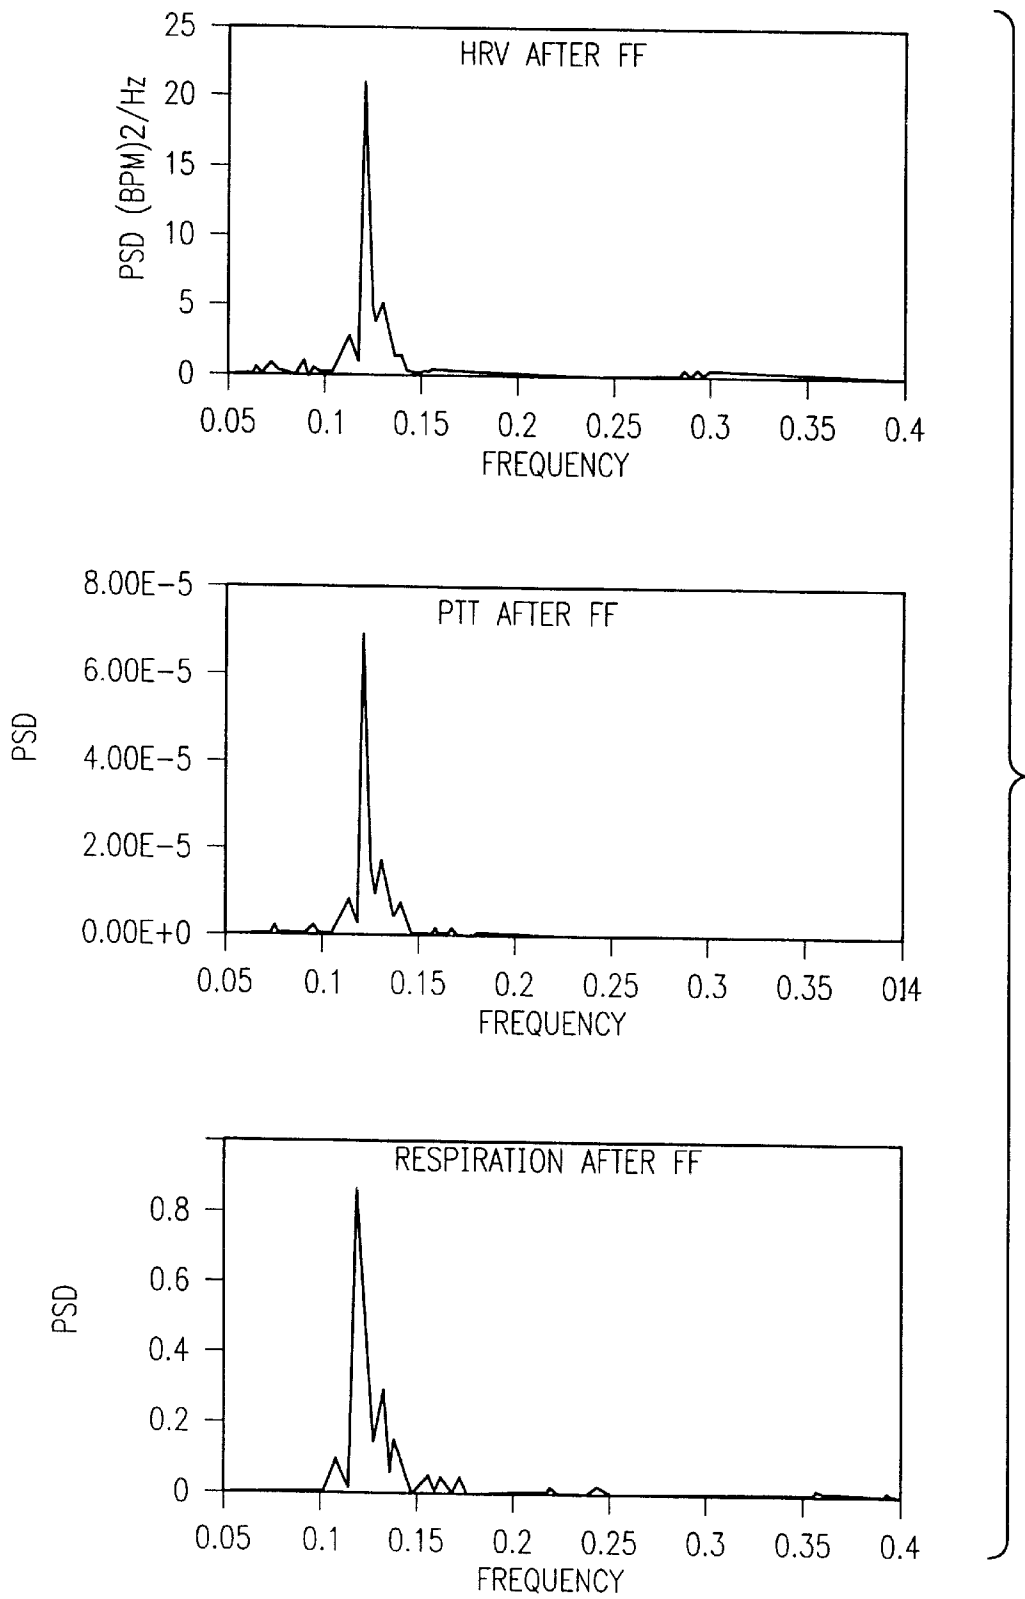 HRV AFTER FF
PSD (BPM)2/Hz
25
20
15
10
5
0
0.05 0.1 0.15 0.2 0.25 0.3 0.35 0.4
FREQUENCY
PTT AFTER FF
PSD
8.00E-5
6.00E-5
4.00E-5
2.00E-5
0.00E+0
0.05 0.1 0.15 0.2 0.25 0.3 0.35 014
FREQUENCY
RESPIRATION AFTER FF
PSD
0.8
0.6
0.4
0.2
0
0.05 0.1 0.15 0.2 0.25 0.3 0.35 0.4
FREQUENCY